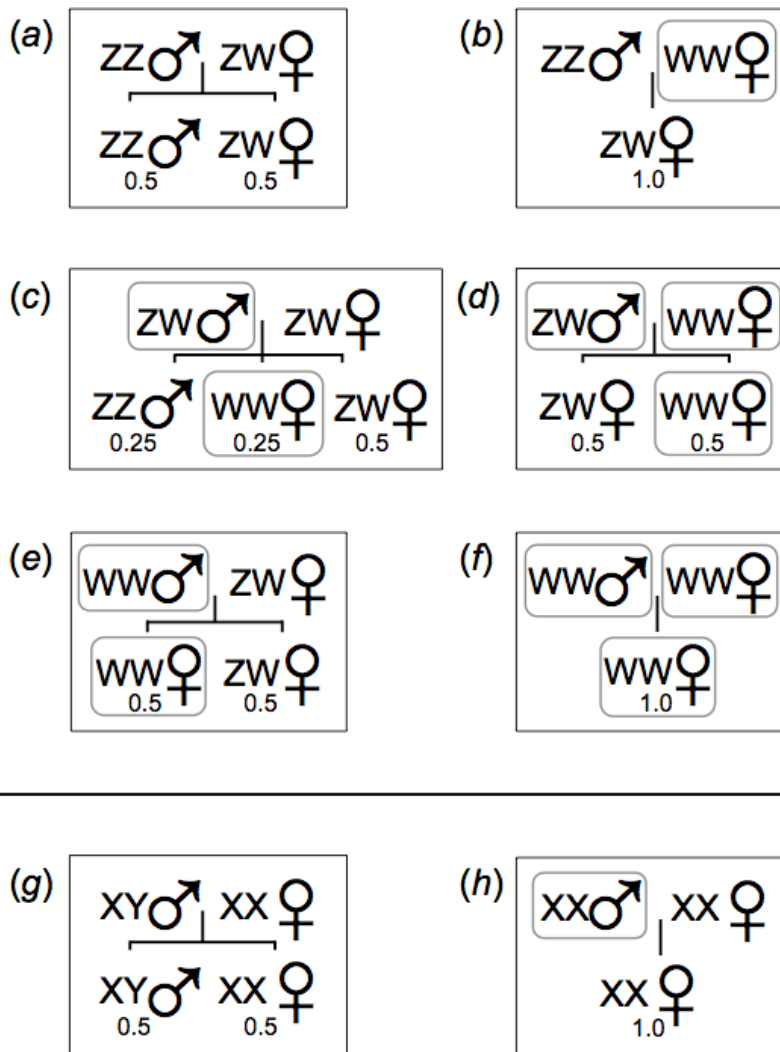 (a)
ZZ♂ ZW♀
ZZ♂ ZW♀
0.5 0.5
(b)
ZZ♂ WW♀
ZW♀
1.0
(c)
ZW♂ ZW♀
ZZ♂ WW♀ ZW♀
0.25 0.25 0.5
(d)
ZW♂ WW♀
ZW♀ WW♀
0.5 0.5
(e)
WW♂ ZW♀
WW♀ ZW♀
0.5 0.5
(f)
WW♂ WW♀
WW♀
1.0
(g)
XY♂ XX♀
XY♂ XX♀
0.5 0.5
(h)
XX♂ XX♀
XX♀
1.0